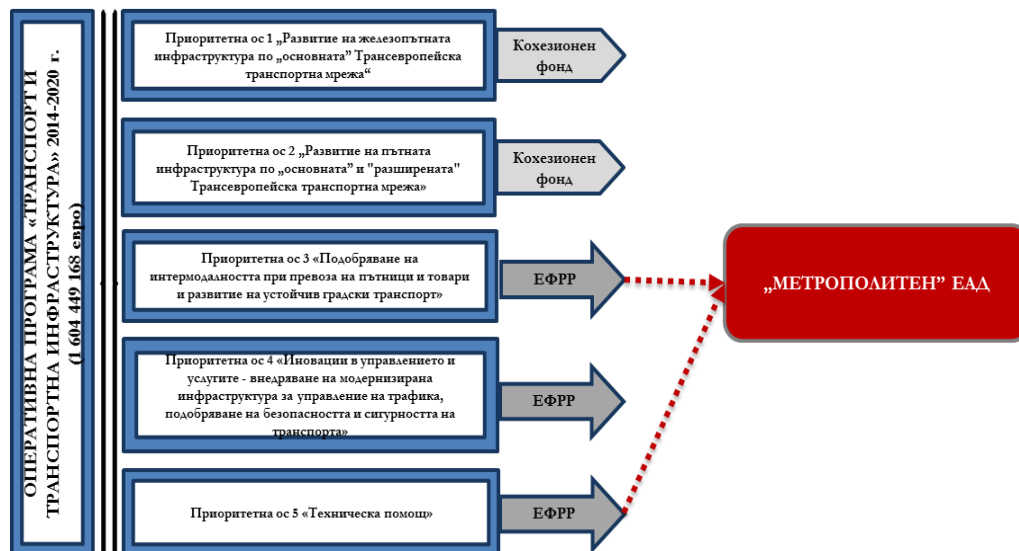 ОПЕРАТИВНА ПРОГРАМА «ТРАНСПОРТ И
ТРАНСПОРТНА ИНФРАСТРУКТУРА» 2014-2020 г.
(1 604 449 168 евро)
Приоритетна ос 1 „Развитие на железопътната
инфраструктура по „основната” Трансевропейска
транспортна мрежа“
Кохезионен
фонд
Приоритетна ос 2 „Развитие на пътната
инфраструктура по „основната” и "разширената"
Трансевропейска транспортна мрежа»
Кохезионен
фонд
Приоритетна ос 3 «Подобряване на
интермодалността при превоза на пътници и товари
и развитие на устойчив градски транспорт»
ЕФРР
„МЕТРОПОЛИТЕН” ЕАД
Приоритетна ос 4 «Иновации в управлението и
услугите - внедряване на модернизирана
инфраструктура за управление на трафика,
подобряване на безопасността и сигурността на
транспорта»
ЕФРР
Приоритетна ос 5 «Техническа помощ»
ЕФРР